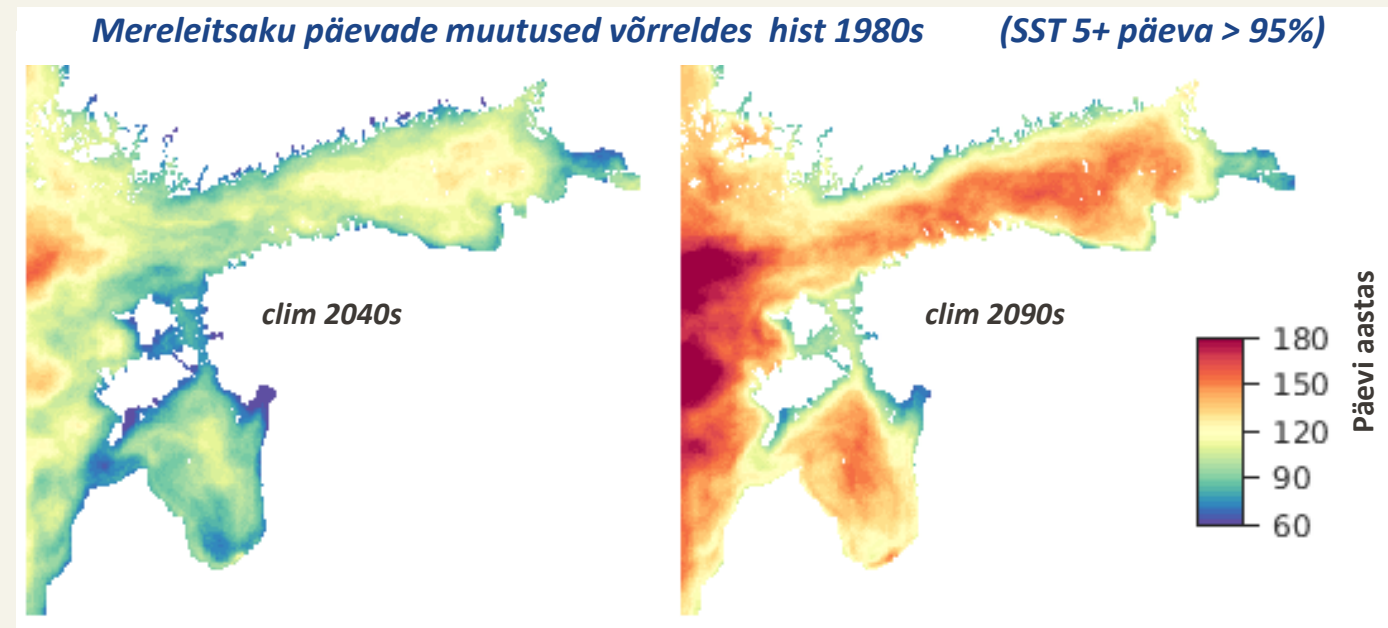 Mereleitsaku päevade muutused võrreldes hist 1980s (SST 5+ päeva > 95%)
clim 2040s
clim 2090s
180
150
120
90
60
Päevi aastas